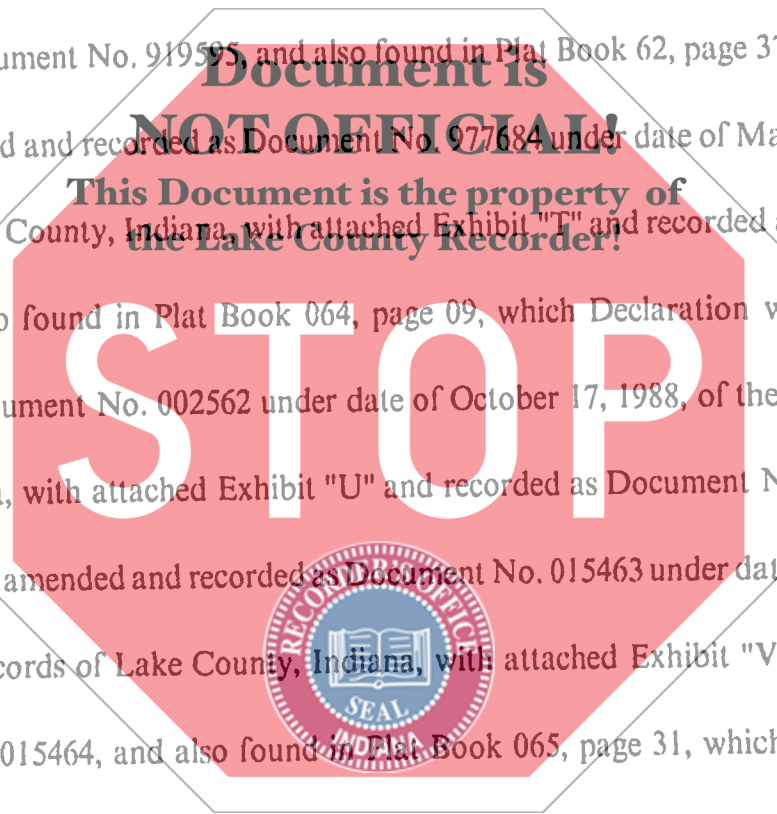 ument No. 919595, and also found in Plat Book 62, page 3
Document is
d and recorded as Document No. 977684 under date of Ma
NOT OFFICIAL!
This Document is the property of
County, Indiana, with attached Exhibit "T" and recorded
the Lake County Recorder!
o found in Plat Book 064, page 09, which Declaration w
STOP
ument No. 002562 under date of October 17, 1988, of the
, with attached Exhibit "U" and recorded as Document N
amended and recorded as Document No. 015463 under dat
RECORDER'S OFFICE
cords of Lake County, Indiana, with attached Exhibit "V
SEAL
INDIANA
015464, and also found in Plat Book 065, page 31, which